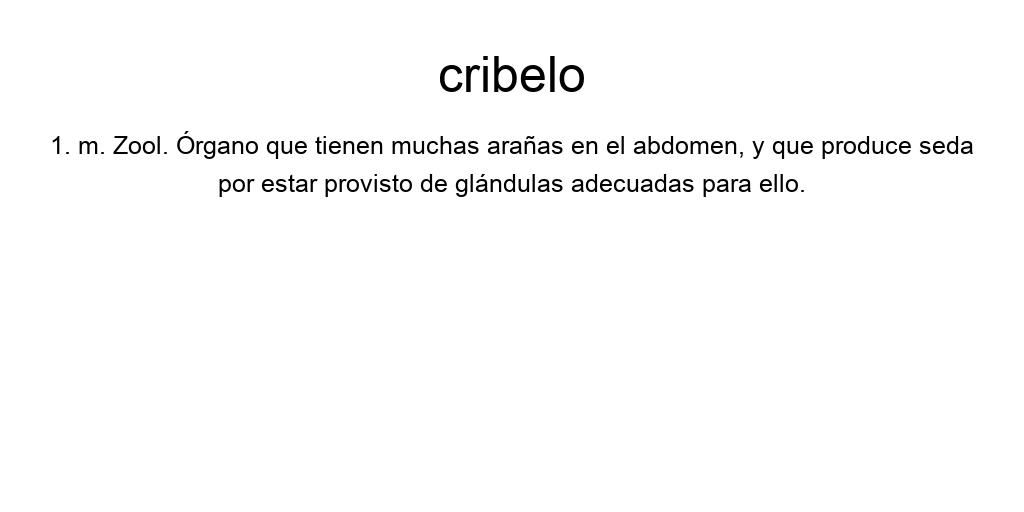 cribelo
1. m. Zool. Órgano que tienen muchas arañas en el abdomen, y que produce seda
por estar provisto de glándulas adecuadas para ello.